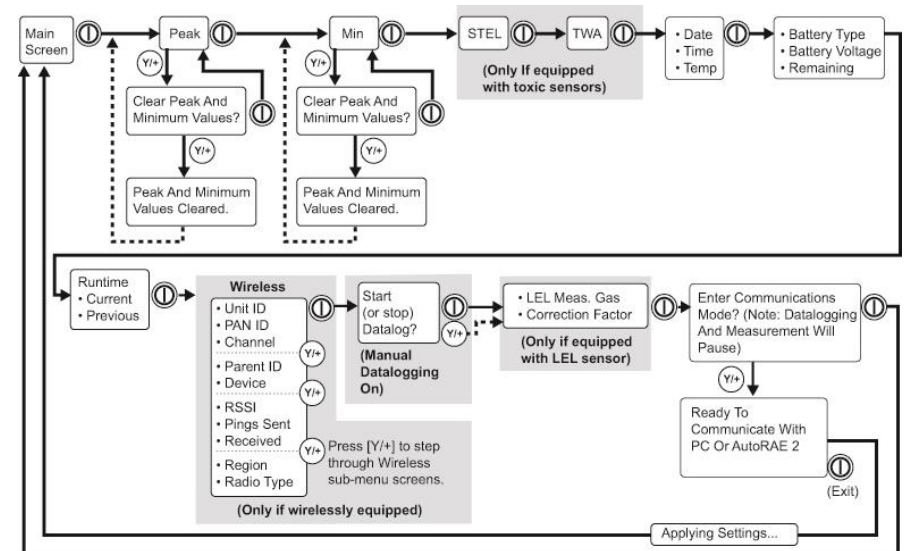 Main
Screen
Peak
Min
STEL
TWA
• Date
• Time
• Temp
• Battery Type
• Battery Voltage
• Remaining
Y/+
Y/+
(Only If equipped
with toxic sensors)
Clear Peak And
Minimum Values?
Clear Peak And
Minimum Values?
Y/+
Y/+
Peak And Minimum
Values Cleared.
Peak And Minimum
Values Cleared.
Runtime
• Current
• Previous
Wireless
• Unit ID
• PAN ID
• Channel
Y/+
• Parent ID
• Device
Y/+
• RSSI
• Pings Sent
• Received
Y/+
• Region
• Radio Type
Press [Y/+] to step
through Wireless
sub-menu screens.
(Only if wirelessly equipped)
Start
(or stop)
Datalog?
Y/+
(Manual
Datalogging
On)
• LEL Meas. Gas
• Correction Factor
(Only if equipped
with LEL sensor)
Enter Communications
Mode? (Note: Datalogging
And Measurement Will
Pause)
Y/+
Ready To
Communicate With
PC Or AutoRAE 2
(Exit)
Applying Settings...